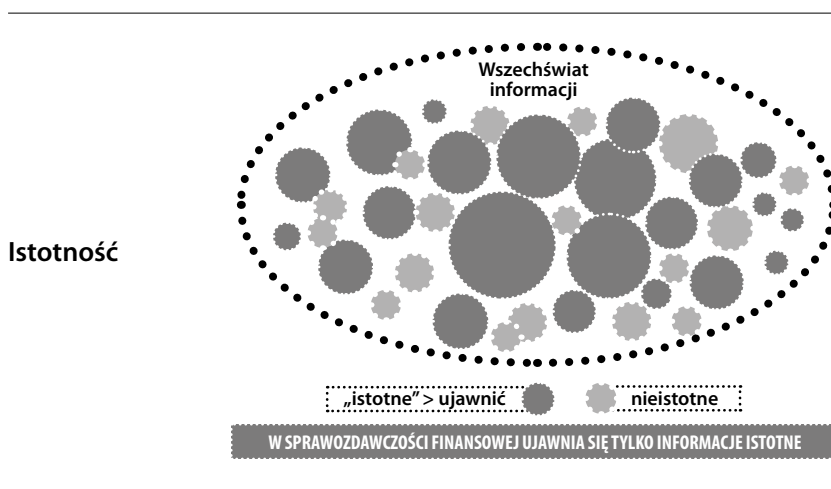 Wszechświat
informacji
Istotność
„istotne” > ujawnić
nieistotne
W SPRAWOZDAWCZOŚCI FINANSOWEJ UJAWNIA SIĘ TYLKO INFORMACJE ISTOTNE